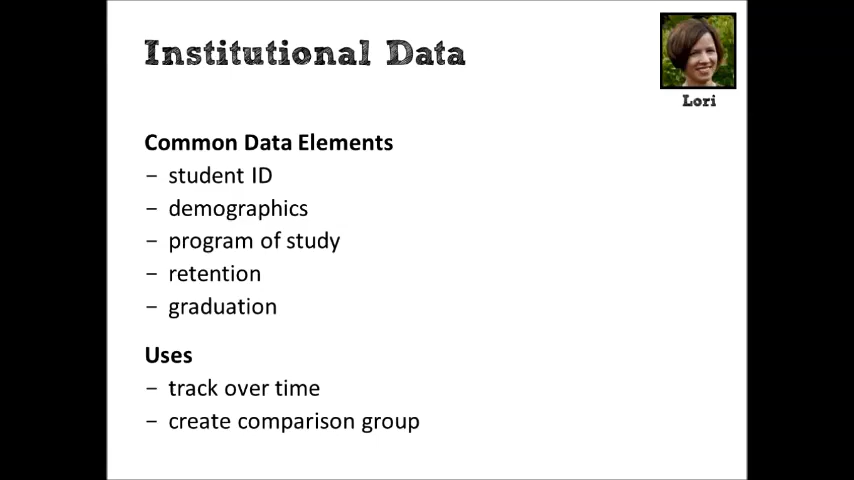 Institutional Data
Lori
Common Data Elements
– student ID
– demographics
– program of study
– retention
– graduation
Uses
– track over time
– create comparison group